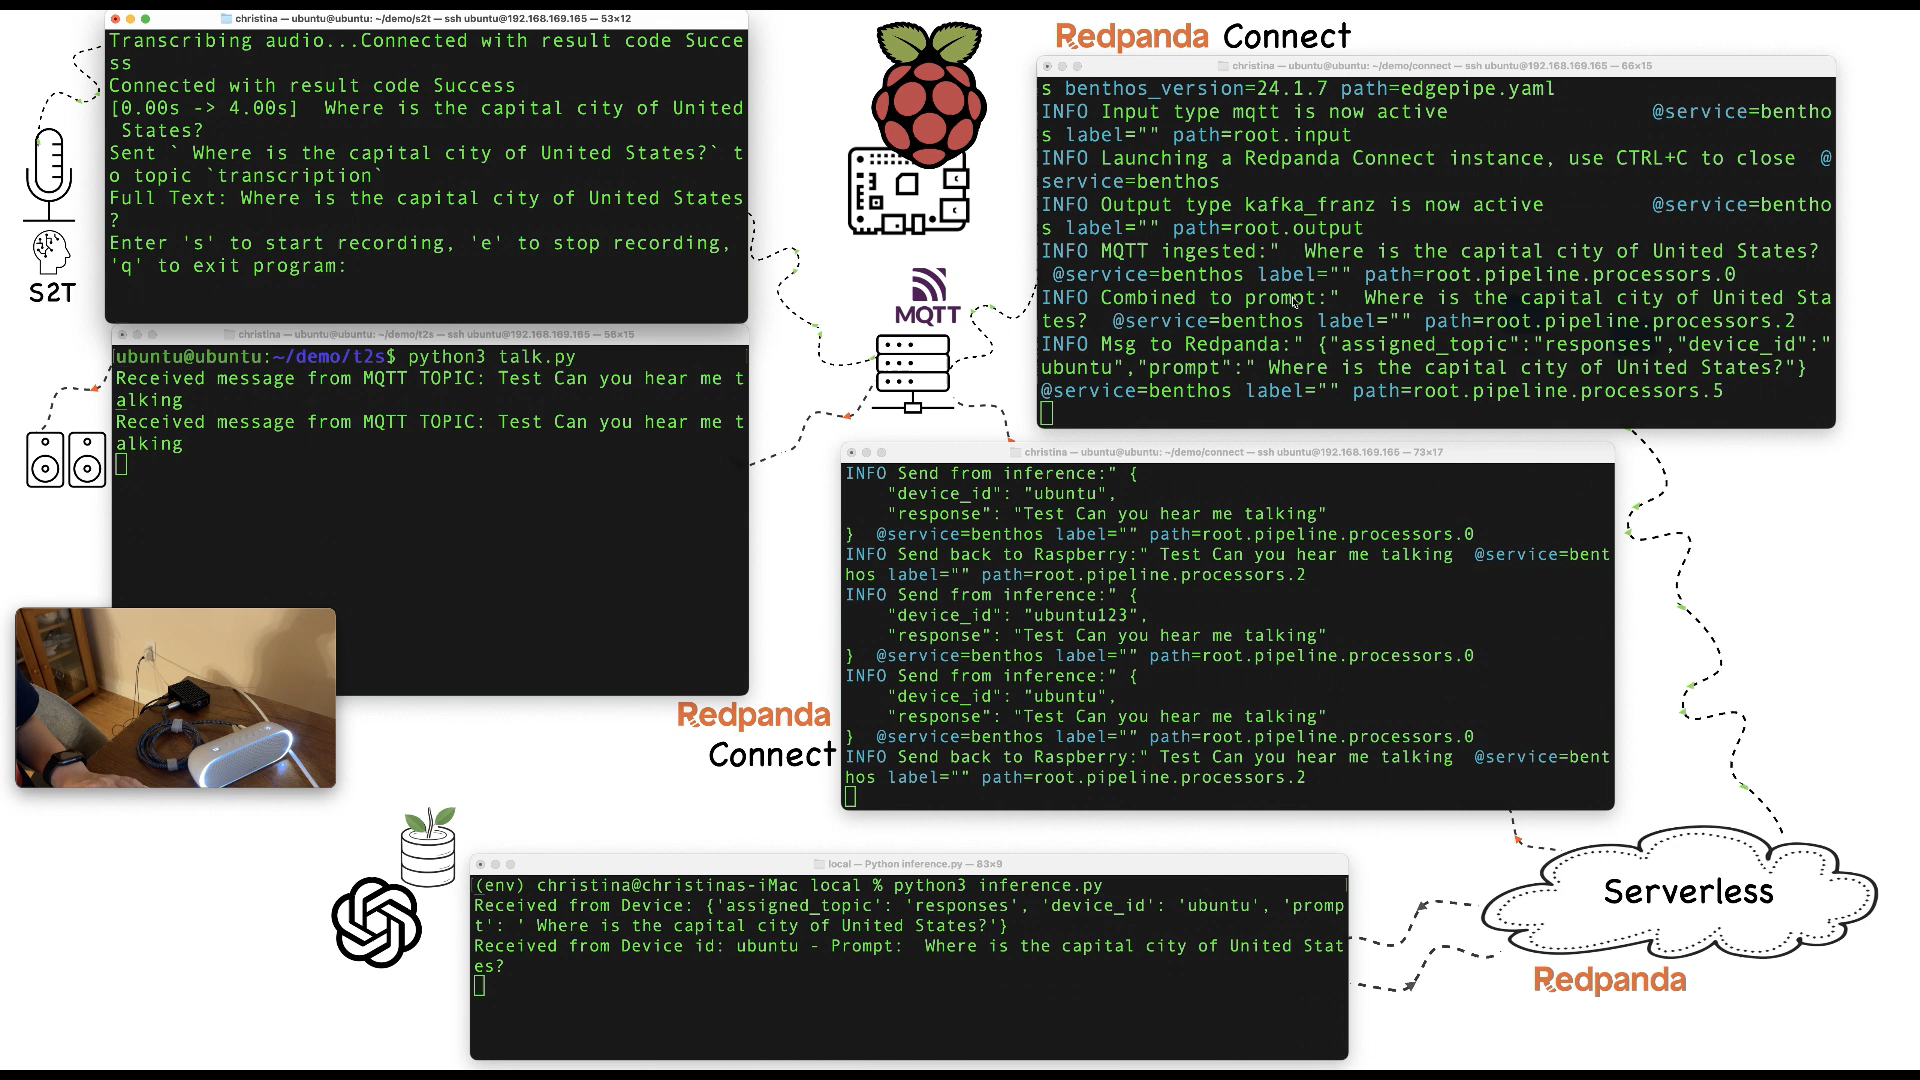 christina — ubuntu@ubuntu: ~/demo/s2t — ssh ubuntu@192.168.169.165 — 53×12
Transcribing audio...Connected with result code Succe
ss
Connected with result code Success
[0.00s -> 4.00s]  Where is the capital city of United
 States?
Sent ` Where is the capital city of United States?` t
o topic `transcription`
Full Text: Where is the capital city of United States
?
Enter 's' to start recording, 'e' to stop recording,
'q' to exit program:
S2T
christina — ubuntu@ubuntu: ~/demo/t2s — ssh ubuntu@192.168.169.165 — 56×15
ubuntu@ubuntu:~/demo/t2s$ python3 talk.py
Received message from MQTT TOPIC: Test Can you hear me t
alking
Received message from MQTT TOPIC: Test Can you hear me t
alking
MQTT
Redpanda Connect
christina — ubuntu@ubuntu: ~/demo/connect — ssh ubuntu@192.168.169.165 — 66×15
s benthos_version=24.1.7 path=edgepipe.yaml
INFO Input type mqtt is now active                 @service=bentho
s label="" path=root.input
INFO Launching a Redpanda Connect instance, use CTRL+C to close  @
service=benthos
INFO Output type kafka_franz is now active         @service=bentho
s label="" path=root.output
INFO MQTT ingested:"  Where is the capital city of United States?
 @service=benthos label="" path=root.pipeline.processors.0
INFO Combined to prompt:"  Where is the capital city of United Sta
tes?  @service=benthos label="" path=root.pipeline.processors.2
INFO Msg to Redpanda:" {"assigned_topic":"responses","device_id":"
ubuntu","prompt":" Where is the capital city of United States?"}
@service=benthos label="" path=root.pipeline.processors.5
christina — ubuntu@ubuntu: ~/demo/connect — ssh ubuntu@192.168.169.165 — 73×17
INFO Send from inference:" {
    "device_id": "ubuntu",
    "response": "Test Can you hear me talking"
}  @service=benthos label="" path=root.pipeline.processors.0
INFO Send back to Raspberry:" Test Can you hear me talking  @service=bent
hos label="" path=root.pipeline.processors.2
INFO Send from inference:" {
    "device_id": "ubuntu123",
    "response": "Test Can you hear me talking"
}  @service=benthos label="" path=root.pipeline.processors.0
INFO Send from inference:" {
    "device_id": "ubuntu",
    "response": "Test Can you hear me talking"
}  @service=benthos label="" path=root.pipeline.processors.0
INFO Send back to Raspberry:" Test Can you hear me talking  @service=bent
hos label="" path=root.pipeline.processors.2
Redpanda
Connect
local — Python inference.py — 83×9
(env) christina@christinas-iMac local % python3 inference.py
Received from Device: {'assigned_topic': 'responses', 'device_id': 'ubuntu', 'promp
t': ' Where is the capital city of United States?'}
Received from Device id: ubuntu - Prompt:  Where is the capital city of United Stat
es?
Serverless
Redpanda